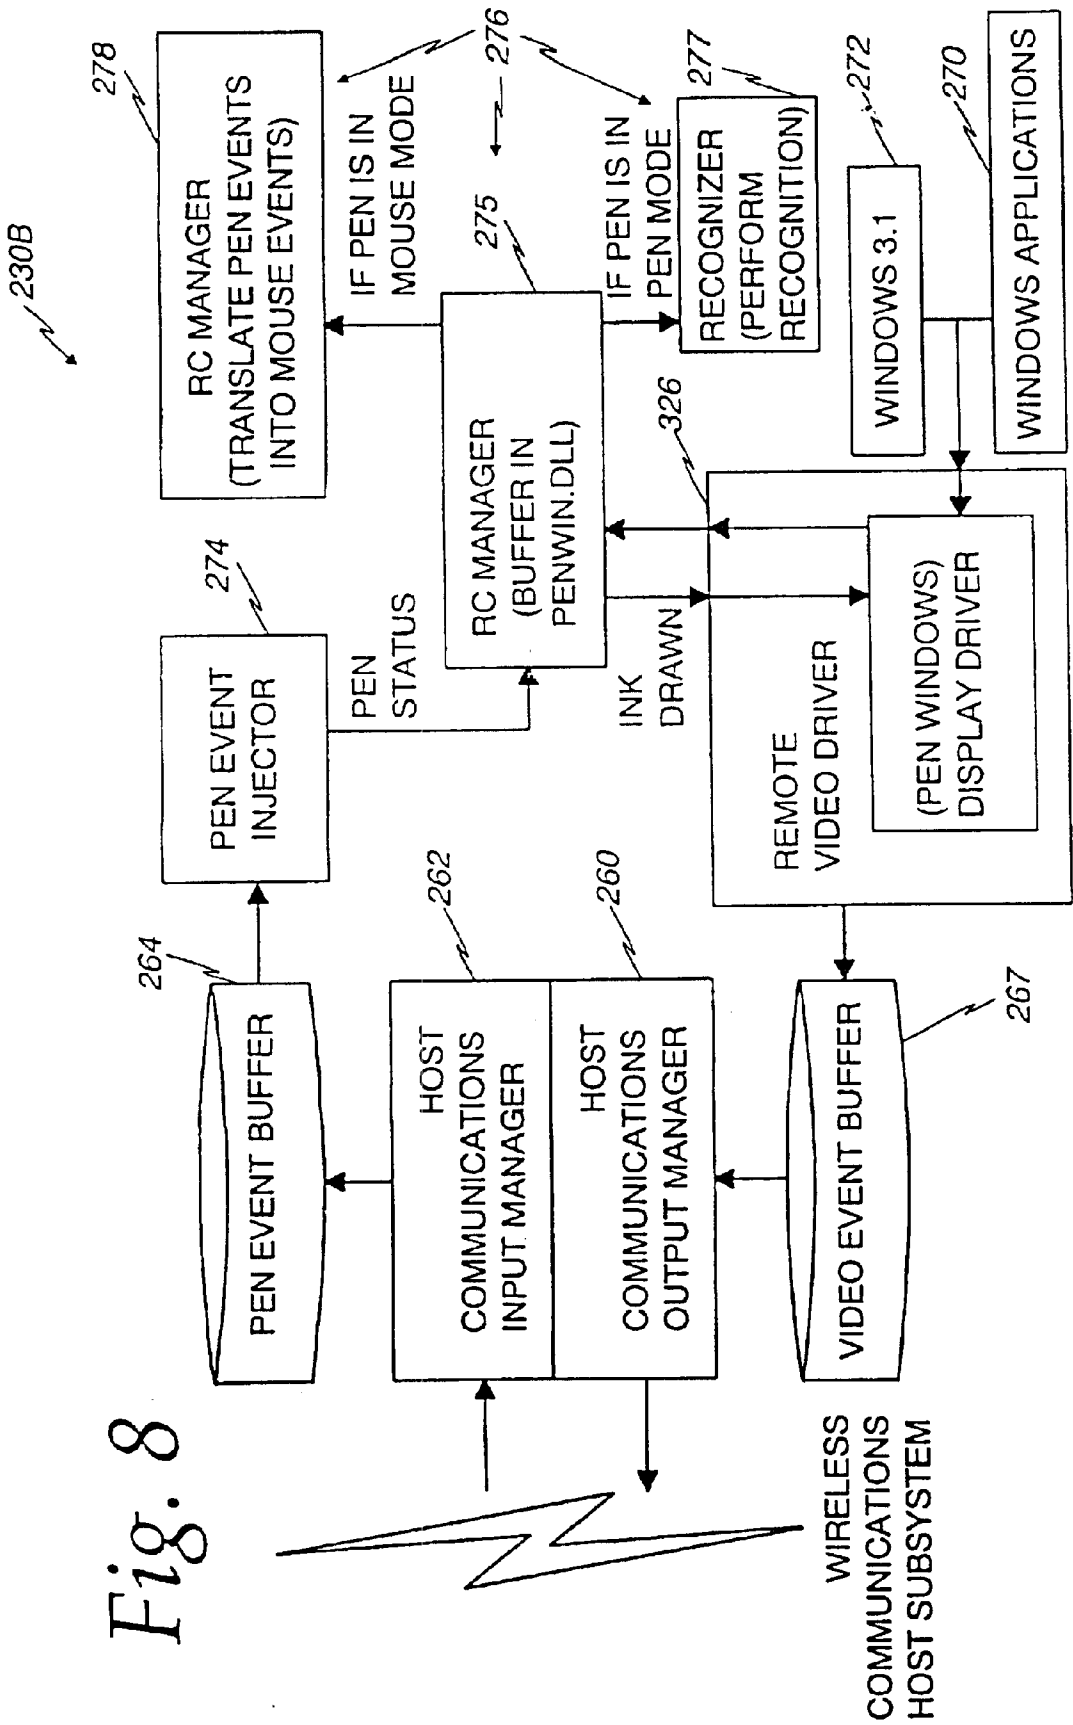 Fig. 8
230B
WIRELESS
COMMUNICATIONS
HOST SUBSYSTEM
PEN EVENT BUFFER
264
HOST
COMMUNICATIONS
INPUT MANAGER
262
HOST
COMMUNICATIONS
OUTPUT MANAGER
260
VIDEO EVENT BUFFER
267
PEN EVENT
INJECTOR
274
PEN
STATUS
RC MANAGER
(TRANSLATE PEN EVENTS
INTO MOUSE EVENTS)
278
IF PEN IS IN
MOUSE MODE
276
RC MANAGER
(BUFFER IN
PENWIN.DLL)
275
IF PEN IS IN
PEN MODE
RECOGNIZER
(PERFORM
RECOGNITION)
277
INK
DRAWN
326
REMOTE
VIDEO DRIVER
(PEN WINDOWS)
DISPLAY DRIVER
WINDOWS 3.1
272
WINDOWS APPLICATIONS
270